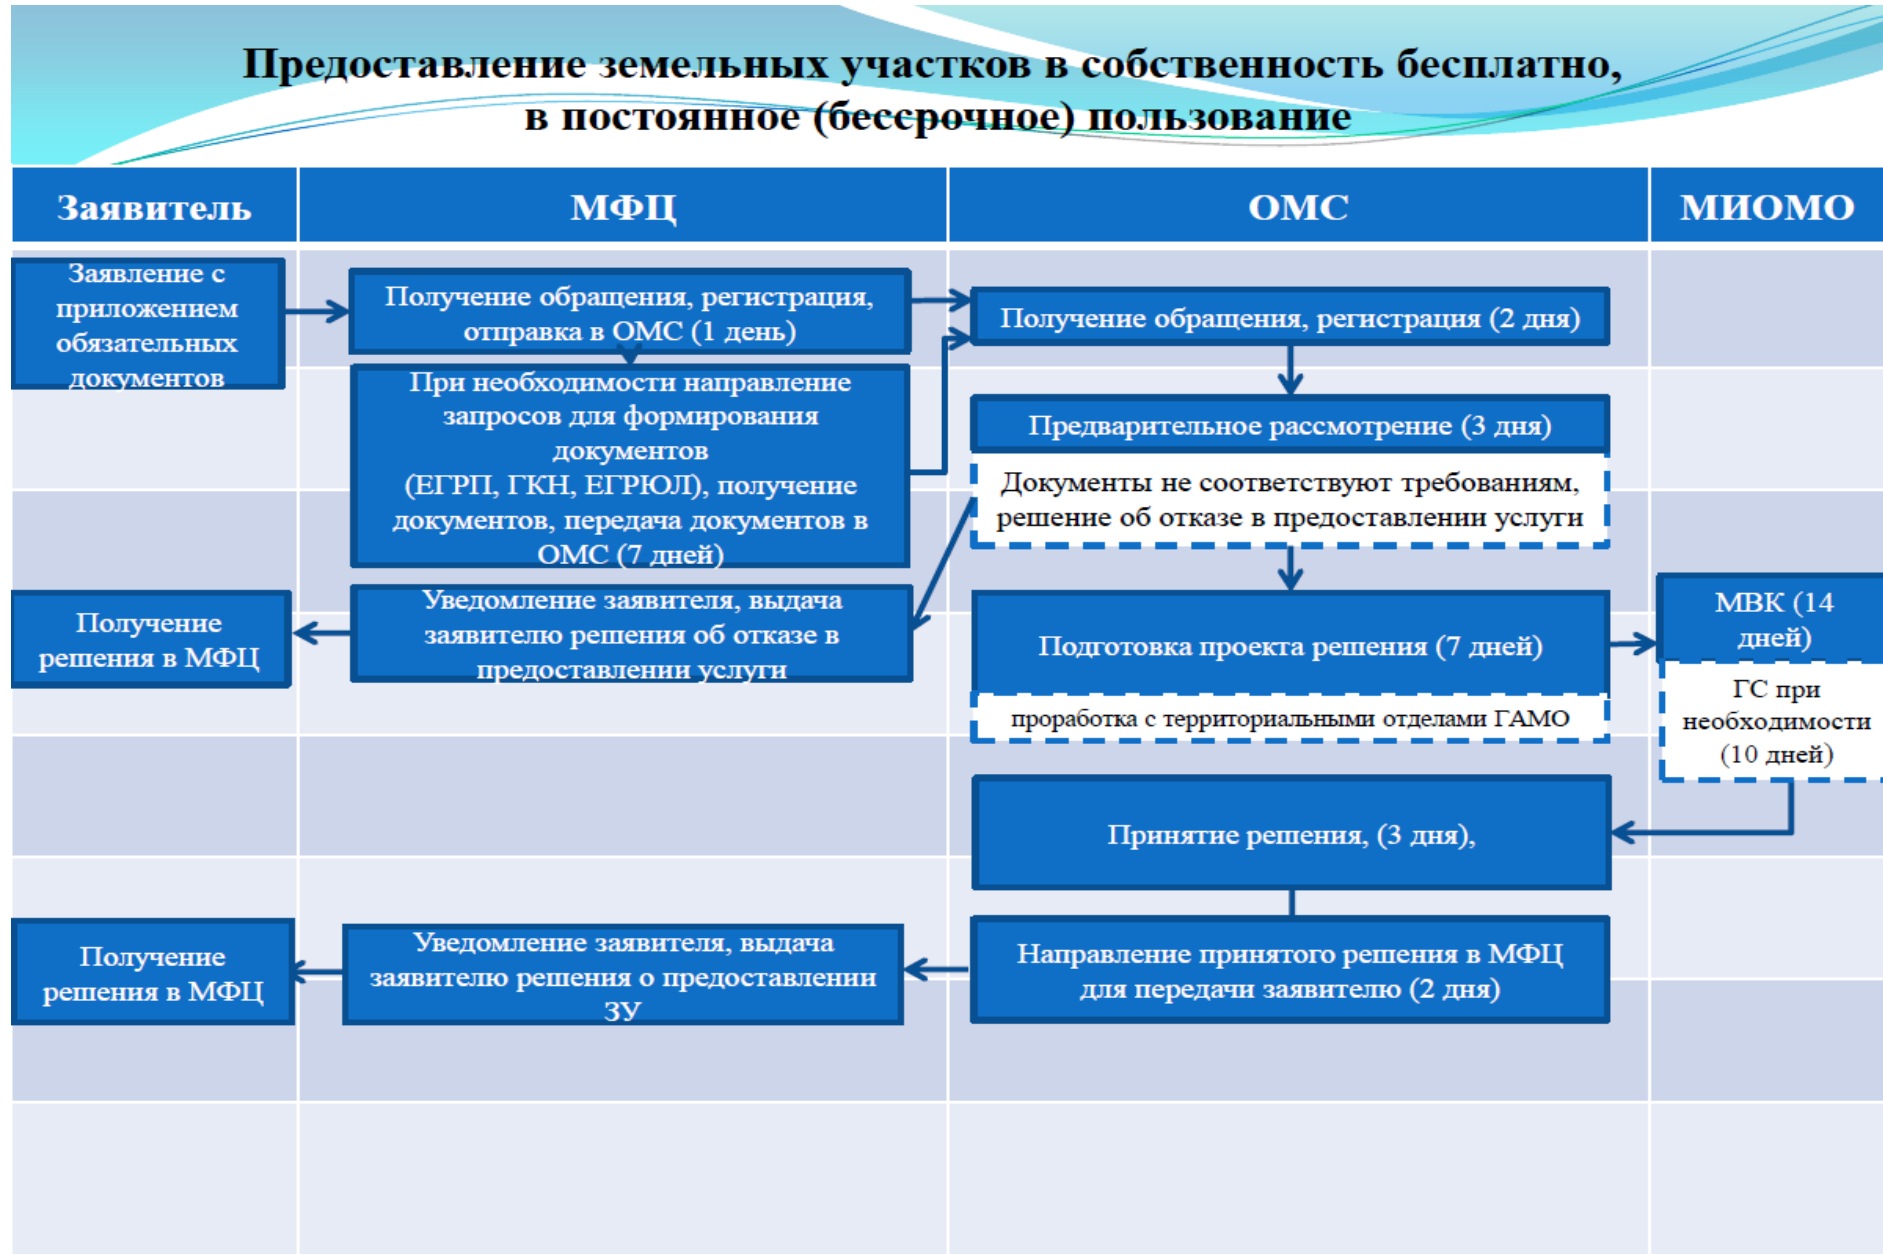 Предоставление земельных участков в собственность бесплатно,
в постоянное (бессрочное) пользование
Заявитель
МФЦ
ОМС
МИОМО
Заявление с
приложением
обязательных
документов
Получение обращения, регистрация,
отправка в ОМС (1 день)
Получение обращения, регистрация (2 дня)
При необходимости направление
запросов для формирования
документов
(ЕГРП, ГКН, ЕГРЮЛ), получение
документов, передача документов в
ОМС (7 дней)
Предварительное рассмотрение (3 дня)
Документы не соответствуют требованиям,
решение об отказе в предоставлении услуги
Получение
решения в МФЦ
Уведомление заявителя, выдача
заявителю решения об отказе в
предоставлении услуги
Подготовка проекта решения (7 дней)
проработка с территориальными отделами ГАМО
МВК (14
дней)
ГС при
необходимости
(10 дней)
Принятие решения, (3 дня),
Получение
решения в МФЦ
Уведомление заявителя, выдача
заявителю решения о предоставлении
ЗУ
Направление принятого решения в МФЦ
для передачи заявителю (2 дня)